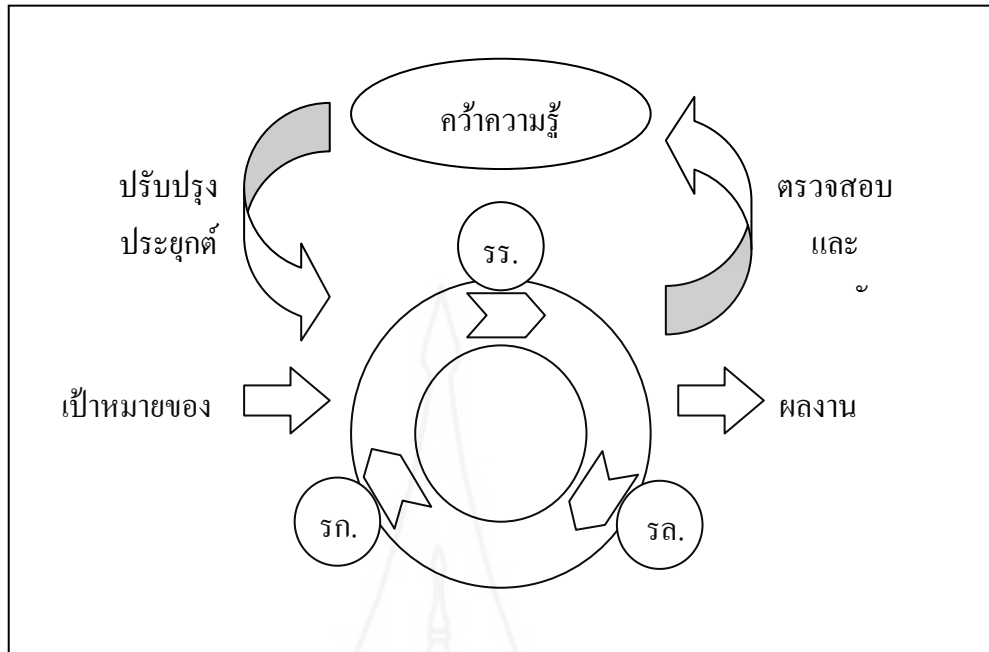 คว้าความรู้
ปรับปรุง
ประยุกต์
ตรวจสอบ
และ
รร.
เป้าหมายของ
ผลงาน
รก.
รล.